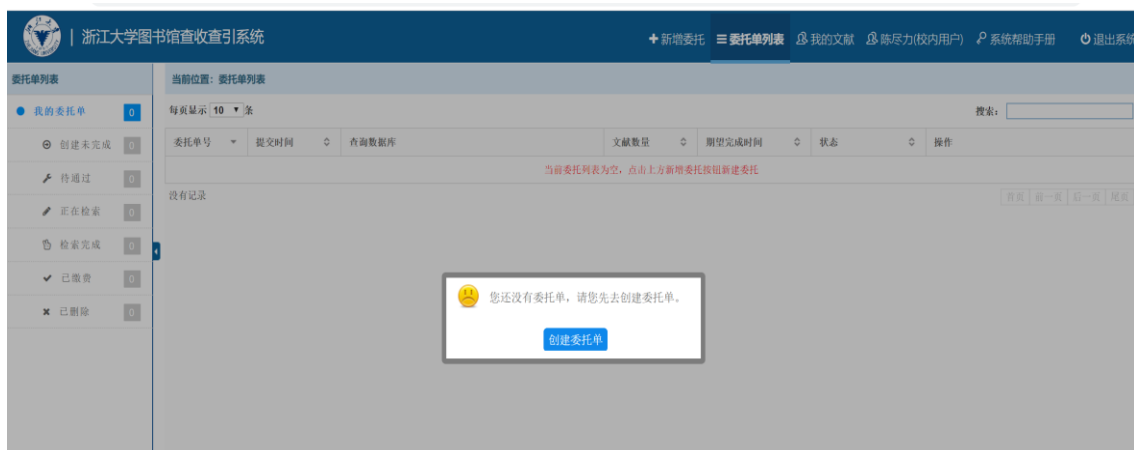 浙江大学图书馆查收查引系统
新增委托 委托单列表 我的文献 陈尽力(校内用户) 系统帮助手册 退出系统
委托单列表
当前位置：委托单列表
我的委托单 0
创建未完成 0
待通过 0
正在检索 0
检索完成 0
已缴费 0
已删除 0
每页显示 10 条
搜索：
委托单号 提交时间 查询数据库 文献数量 期望完成时间 状态 操作
当前委托列表为空，点击上方新增委托按钮新建委托
没有记录
首页 前一页 后一页 尾页
您还没有委托单，请您先去创建委托单。
创建委托单